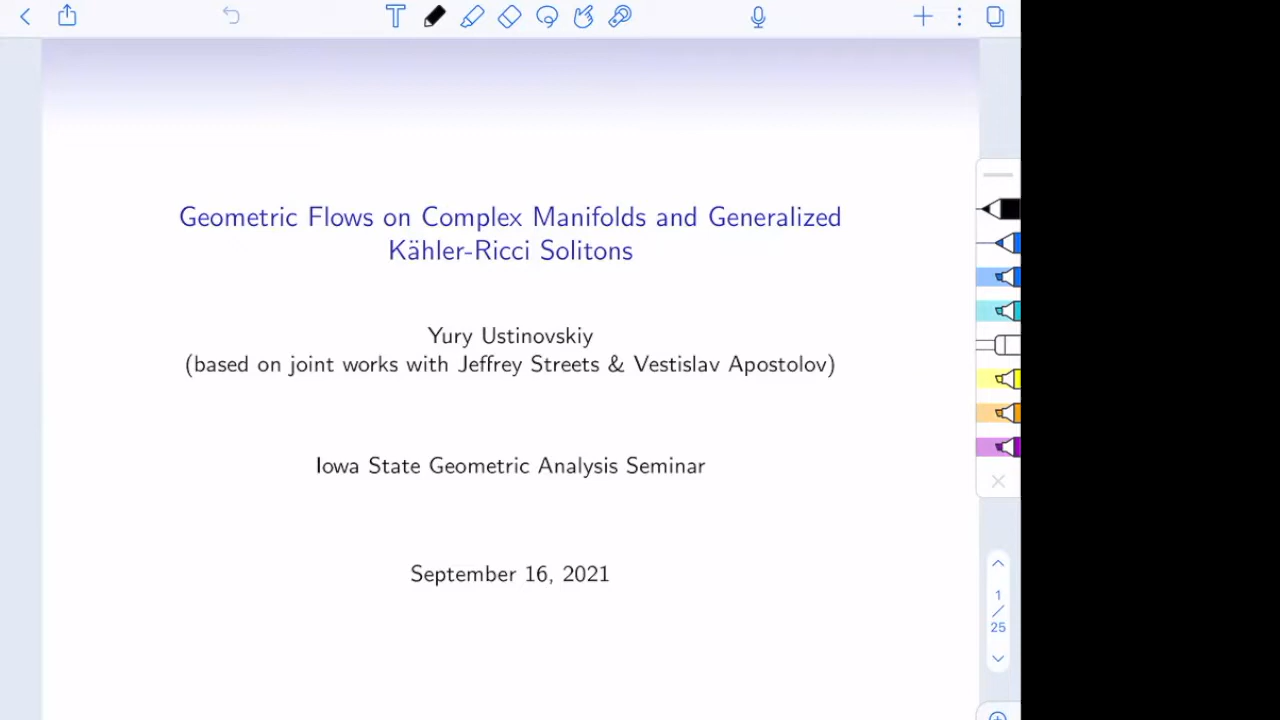 Geometric Flows on Complex Manifolds and Generalized
Kähler-Ricci Solitons
Yury Ustinovskiy
(based on joint works with Jeffrey Streets & Vestislav Apostolov)
Iowa State Geometric Analysis Seminar
September 16, 2021
1
/
25